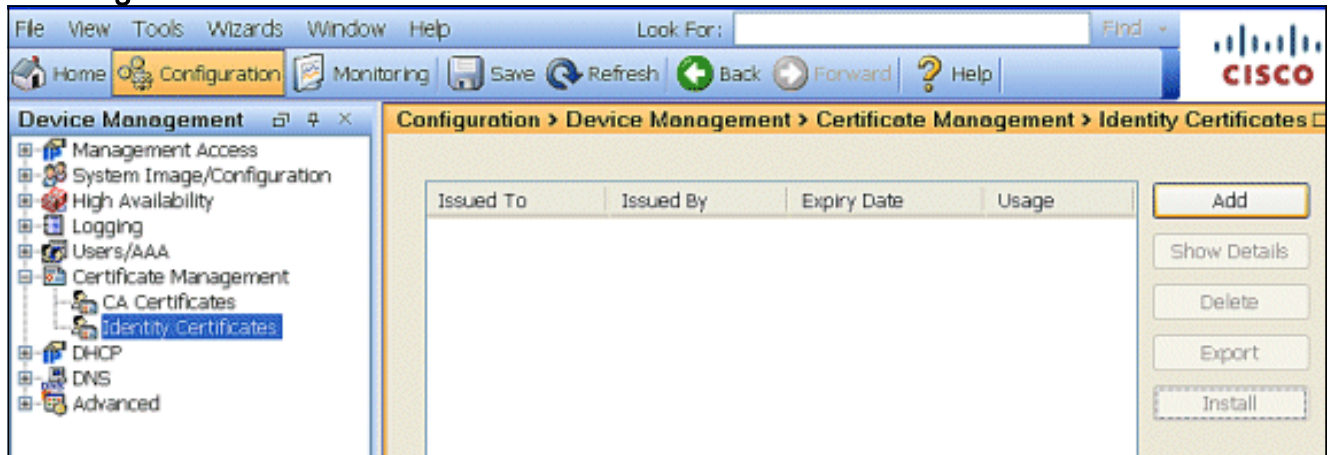 File View Tools Wizards Window Help Look For: Find
Home Configuration Monitoring Save Refresh Back Forward Help
CISCO
Device Management
Configuration > Device Management > Certificate Management > Identity Certificates
Management Access
System Image/Configuration
High Availability
Logging
Users/AAA
Certificate Management
CA Certificates
Identity Certificates
DHCP
DNS
Advanced
Issued To Issued By Expiry Date Usage
Add
Show Details
Delete
Export
Install